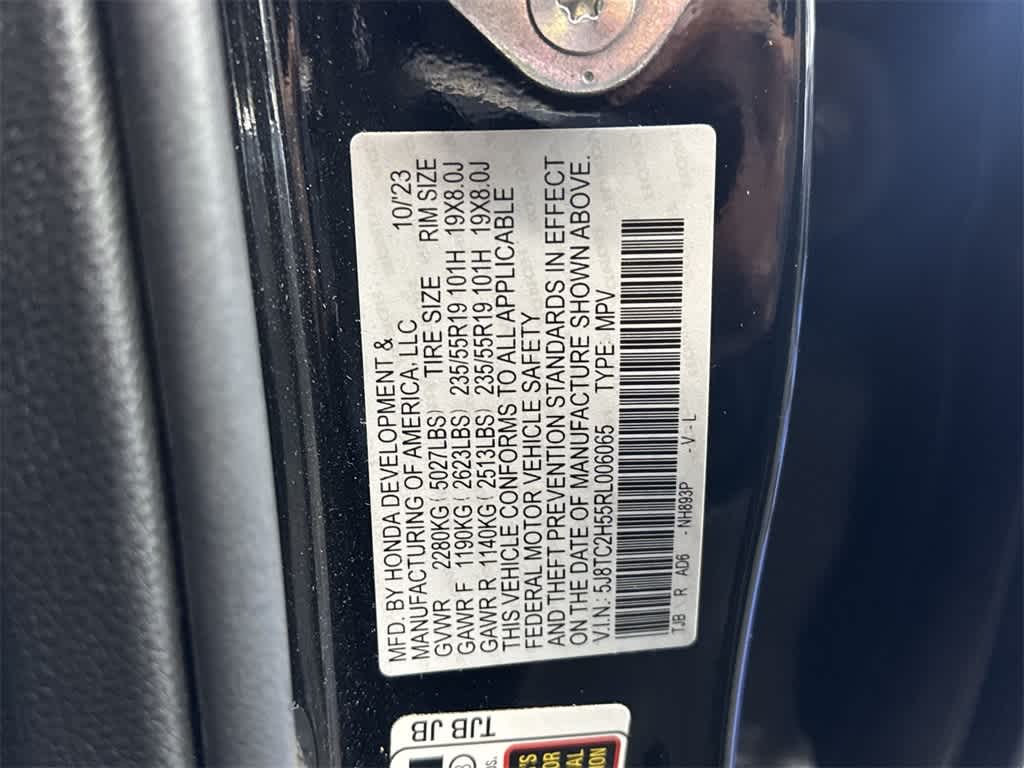 MFD. BY HONDA DEVELOPMENT &
MANUFACTURING OF AMERICA, LLC 10/'23
GVWR 2280KG ( 5027LBS) TIRE SIZE RIM SIZE
GAWR F 1190KG ( 2623LBS) 235/55R19 101H 19X8.0J
GAWR R 1140KG ( 2513LBS) 235/55R19 101H 19X8.0J
THIS VEHICLE CONFORMS TO ALL APPLICABLE
FEDERAL MOTOR VEHICLE SAFETY
AND THEFT PREVENTION STANDARDS IN EFFECT
ON THE DATE OF MANUFACTURE SHOWN ABOVE.
V.I.N.: 5J8TC2H55RL006065 TYPE: MPV
TJB R AD6 - NH893P - V - L
TJB JB